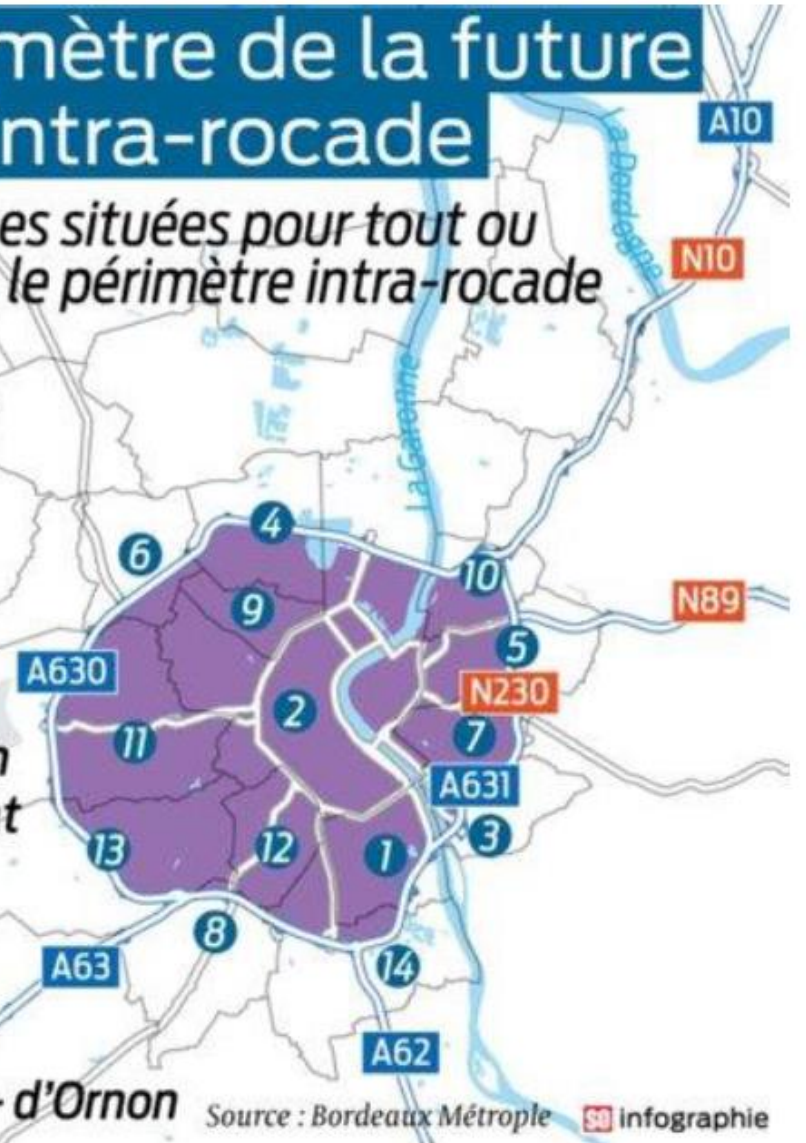 mètre de la future
ntra-rocade
es situées pour tout ou
le périmètre intra-rocade
A10
La Dordogne
N10
La Garonne
4
6
10
9
N89
5
A630
N230
2
11
7
n
A631
t
3
13
12
1
8
A63
14
A62
d'Ornon
Source : Bordeaux Métrople
SO infographie